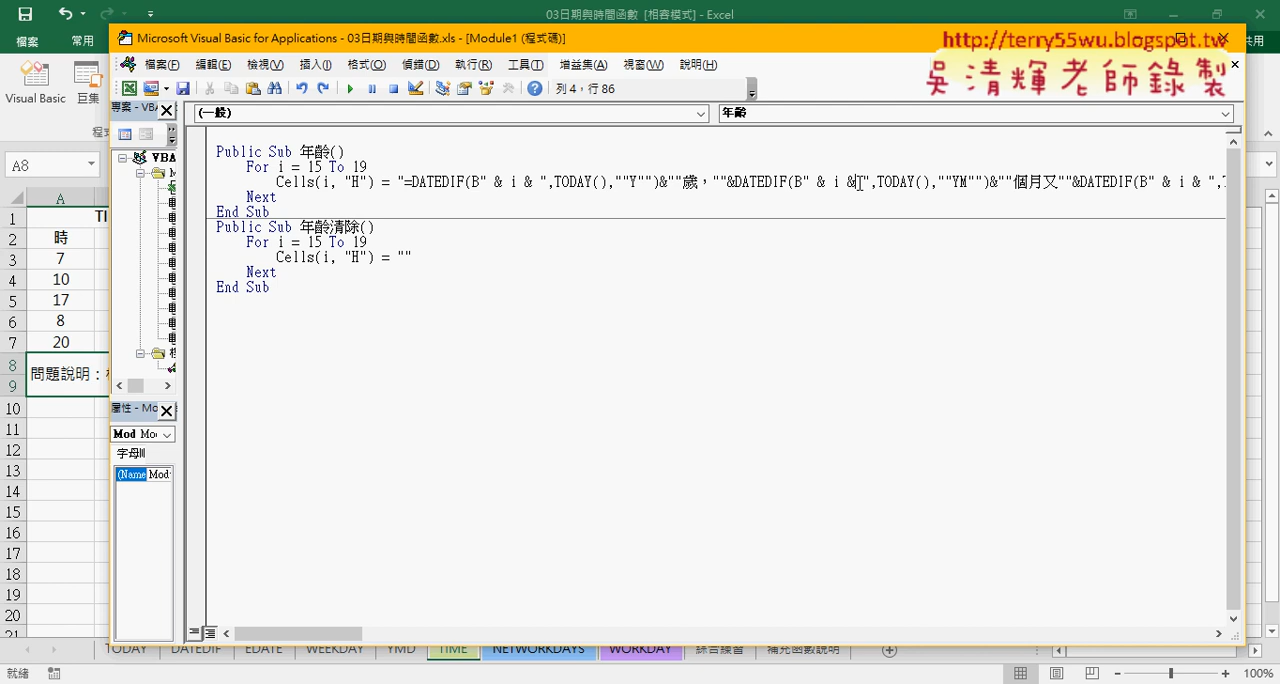 03日期與時間函數.xls [相容模式] - Excel
檔案 常用
Visual Basic 巨集
Microsoft Visual Basic for Applications - 03日期與時間函數.xls - [Module1 (程式碼)]
http://terry55wu.blogspot.tw
吳清輝老師錄製
檔案(F) 編輯(E) 檢視(V) 插入(I) 格式(O) 偵錯(D) 執行(R) 工具(T) 增益集(A) 視窗(W) 說明(H)
列 4，行 86
專案 - VBA
(一般) 年齡
VBA
Public Sub 年齡()
For i = 15 To 19
Cells(i, "H") = "=DATEDIF(B" & i & ",TODAY(),""Y"")&""歲，""&DATEDIF(B" & i & ",TODAY(),""YM"")&""個月又""&DATEDIF(B" & i & ",T
Next
End Sub
Public Sub 年齡清除()
For i = 15 To 19
Cells(i, "H") = ""
Next
End Sub
屬性 - Mo
Mod Mo
(Name Mod
A8
A
1 TI
2 時
3 7
4 10
5 17
6 8
7 20
8 問題說明：
9
10
11
12
13
14
15
16
17
18
19
20
21
TODAY DATEDIF EDATE WEEKDAY YMD TIME NETWORKDAYS WORKDAY 綜合練習 補充函數說明
就緒 100%